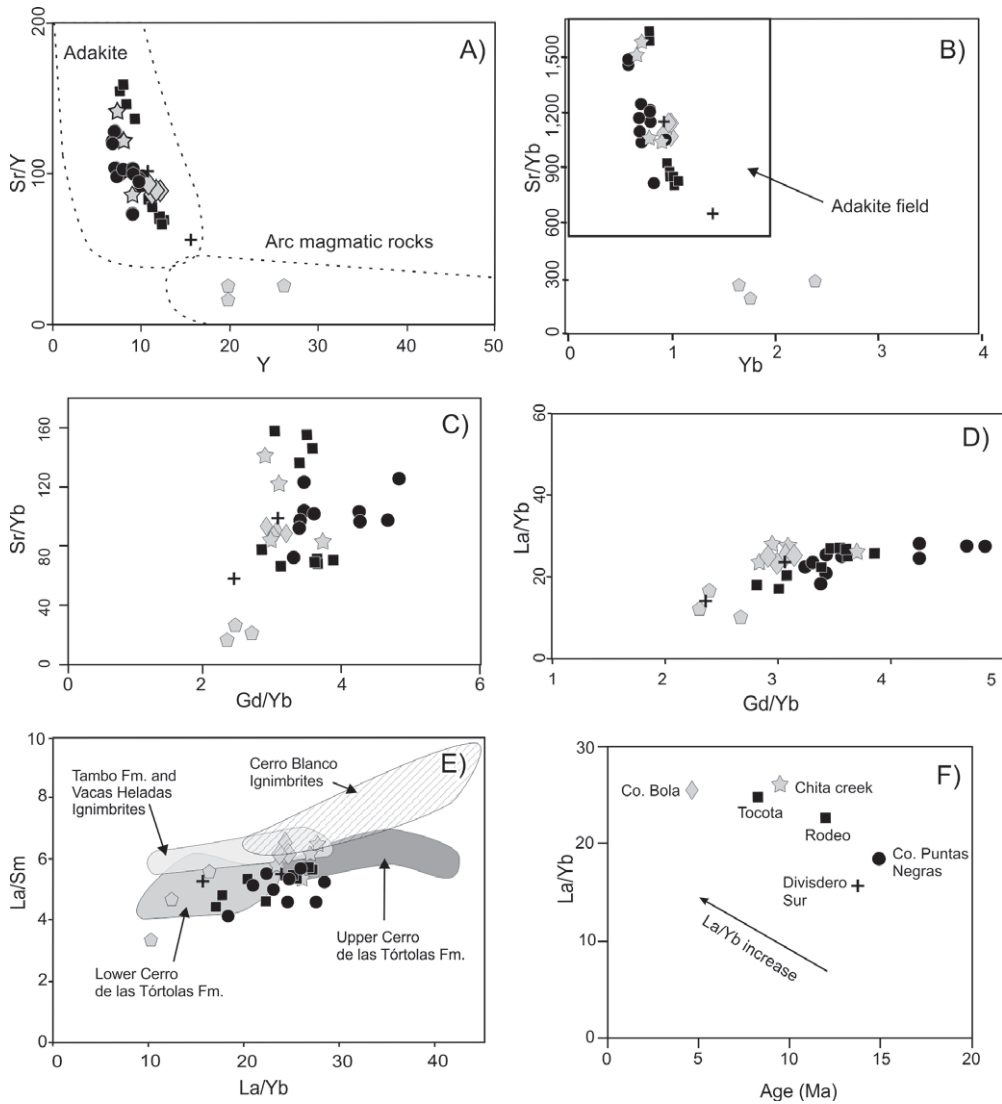 A)
Adakite
Arc magmatic rocks
Sr/Y
200
100
0
0
10
20
30
40
50
Y
B)
Adakite field
Sr/Yb
1,500
1,200
900
600
300
0
0
1
2
3
4
Yb
C)
Sr/Yb
160
120
80
40
0
0
2
4
6
Gd/Yb
D)
La/Yb
60
40
20
0
1
2
3
4
5
Gd/Yb
E)
Tambo Fm. and
Vacas Heladas
Ignimbrites
Cerro Blanco
Ignimbrites
Lower Cerro
de las Tórtolas Fm.
Upper Cerro
de las Tórtolas Fm.
La/Sm
10
8
6
4
2
0
0
10
20
30
40
La/Yb
F)
Co. Bola
Chita creek
Tocota
Rodeo
Co. Puntas
Negras
Divisdero
Sur
La/Yb increase
La/Yb
30
20
10
0
0
5
10
15
20
Age (Ma)